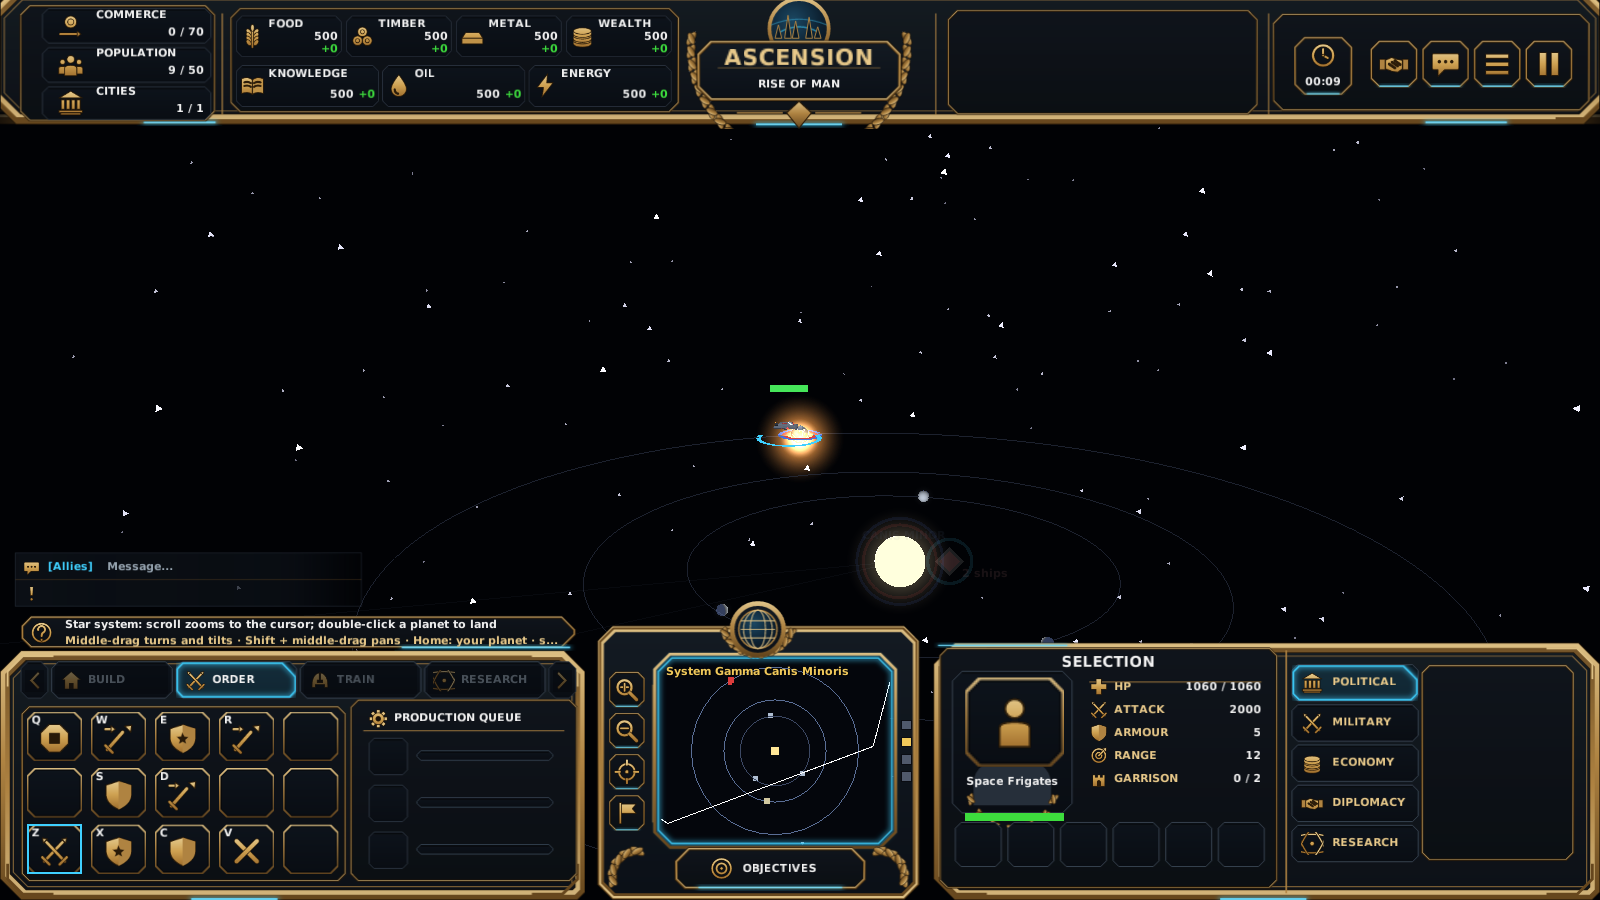 COMMERCE
0 / 70
POPULATION
9 / 50
CITIES
1 / 1
FOOD
500
+0
TIMBER
500
+0
METAL
500
+0
WEALTH
500
+0
KNOWLEDGE
500 +0
OIL
500 +0
ENERGY
500 +0
ASCENSION
RISE OF MAN
00:09
2 ships
[Allies] Message...
!
Star system: scroll zooms to the cursor; double-click a planet to land
Middle-drag turns and tilts · Shift + middle-drag pans · Home: your planet · s...
BUILD
ORDER
TRAIN
RESEARCH
Q
W
E
R
S
D
Z
X
C
V
PRODUCTION QUEUE
System Gamma Canis Minoris
OBJECTIVES
SELECTION
Space Frigates
HP 1060 / 1060
ATTACK 2000
ARMOUR 5
RANGE 12
GARRISON 0 / 2
POLITICAL
MILITARY
ECONOMY
DIPLOMACY
RESEARCH